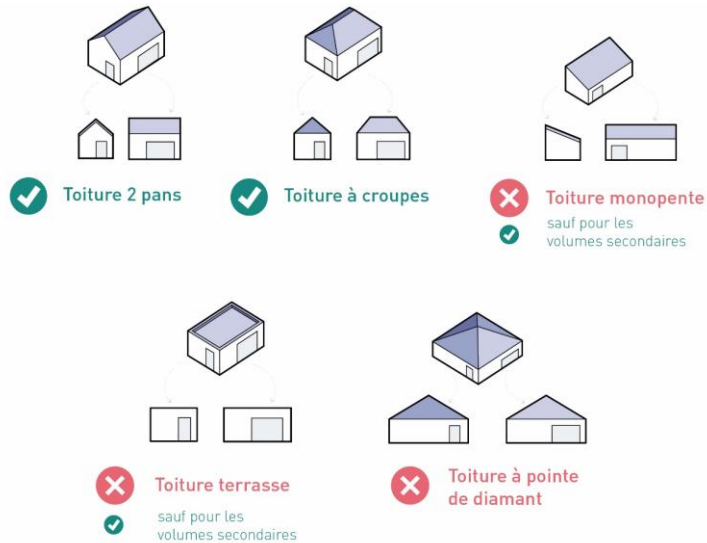 Toiture 2 pans
Toiture à croupes
Toiture monopente
sauf pour les
volumes secondaires
Toiture terrasse
sauf pour les
volumes secondaires
Toiture à pointe
de diamant